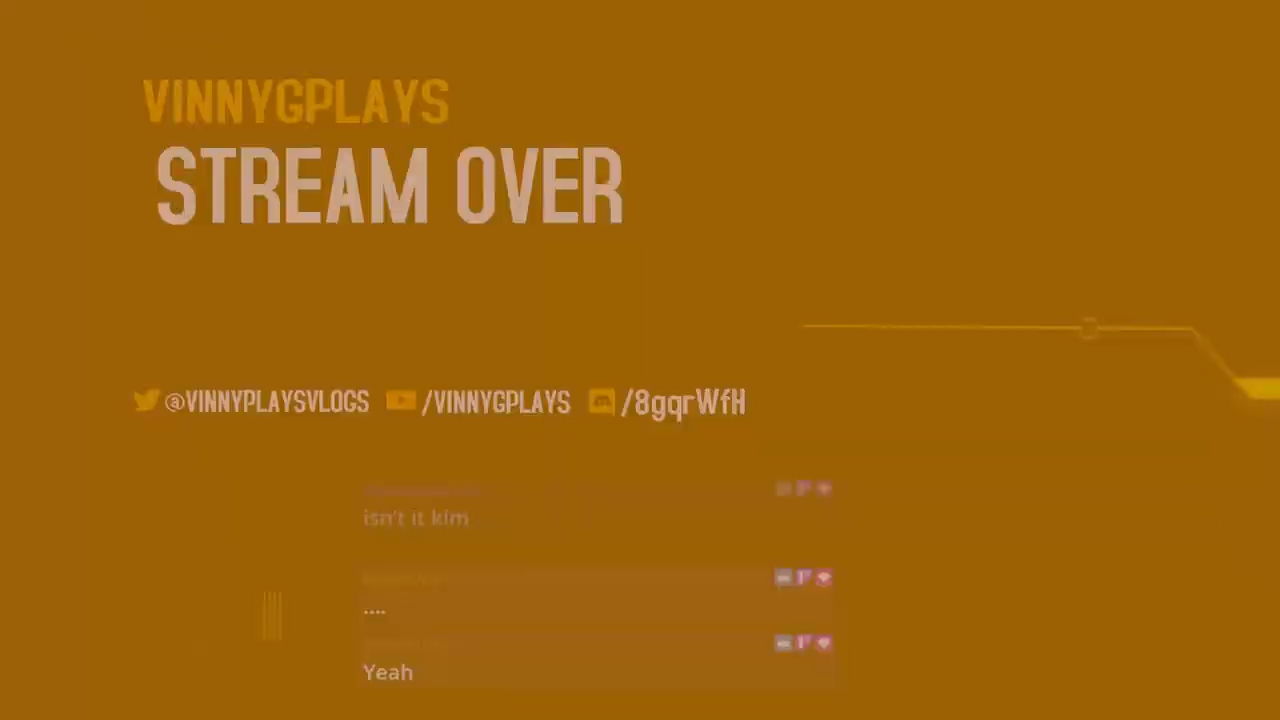 VINNYGPLAYS
STREAM OVER
@VINNYPLAYSVLOGS /VINNYGPLAYS /8gqrWfH
isn't it kim
....
Yeah